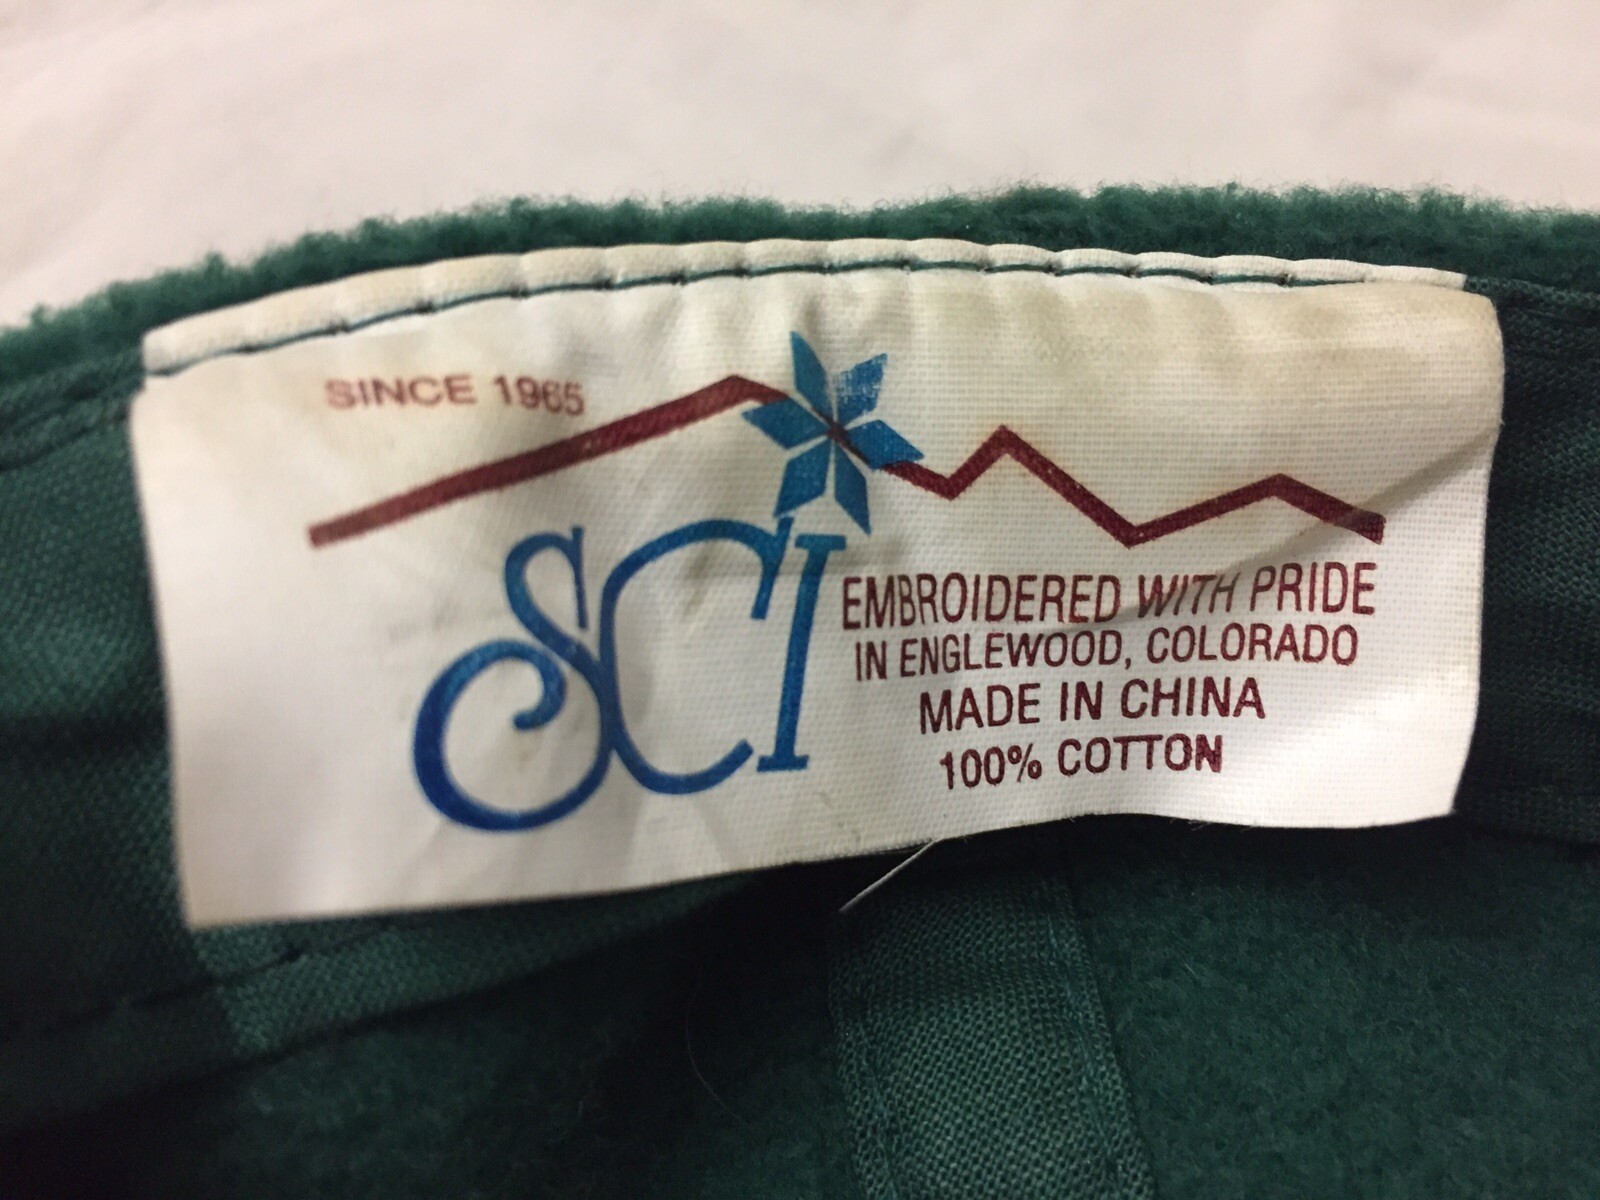 SINCE 1965
SCI
EMBROIDERED WITH PRIDE
IN ENGLEWOOD, COLORADO
MADE IN CHINA
100% COTTON